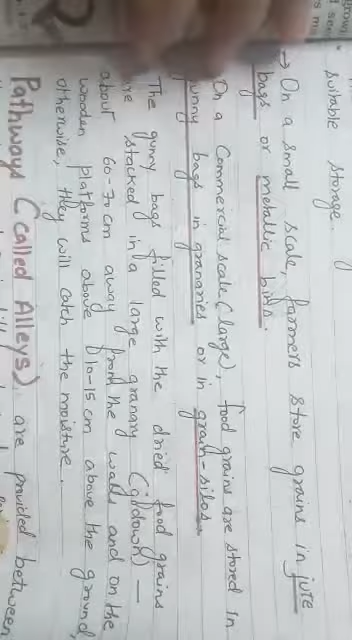 suitable storage.
→ On a small scale, farmers store grains in jute
bags or metallic bins.
On a Commercial scale (large), food grains are stored in
gunny bags in granaries or in grain-silos.
The gunny bags filled with the dried food grains
are stacked in a large granary (godown) -
about 60-70 cm away from the walls and on the
wooden platforms above 10-15 cm above the ground,
otherwise, they will catch the moisture.
Pathways (called Alleys) are provided between